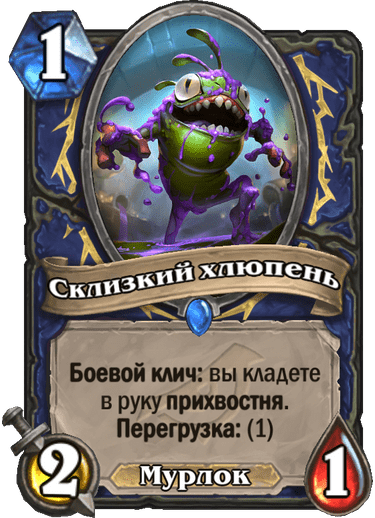 1
Склизкий хлюпень
Боевой клич: вы кладете
в руку прихвостня.
Перегрузка: (1)
2
Мурлок
1